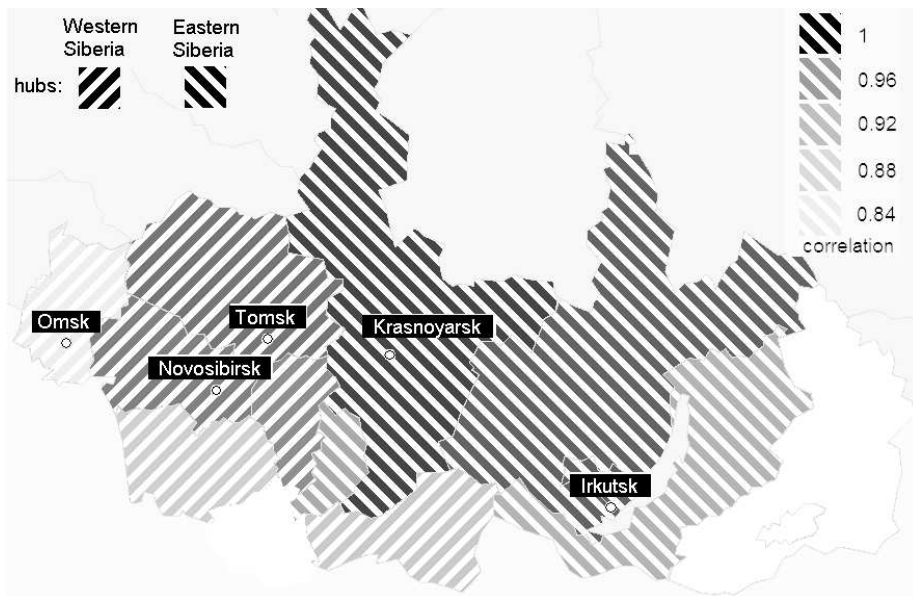 Western
Siberia
Eastern
Siberia
hubs:
1
0.96
0.92
0.88
0.84
correlation
Omsk
Tomsk
Krasnoyarsk
Novosibirsk
Irkutsk